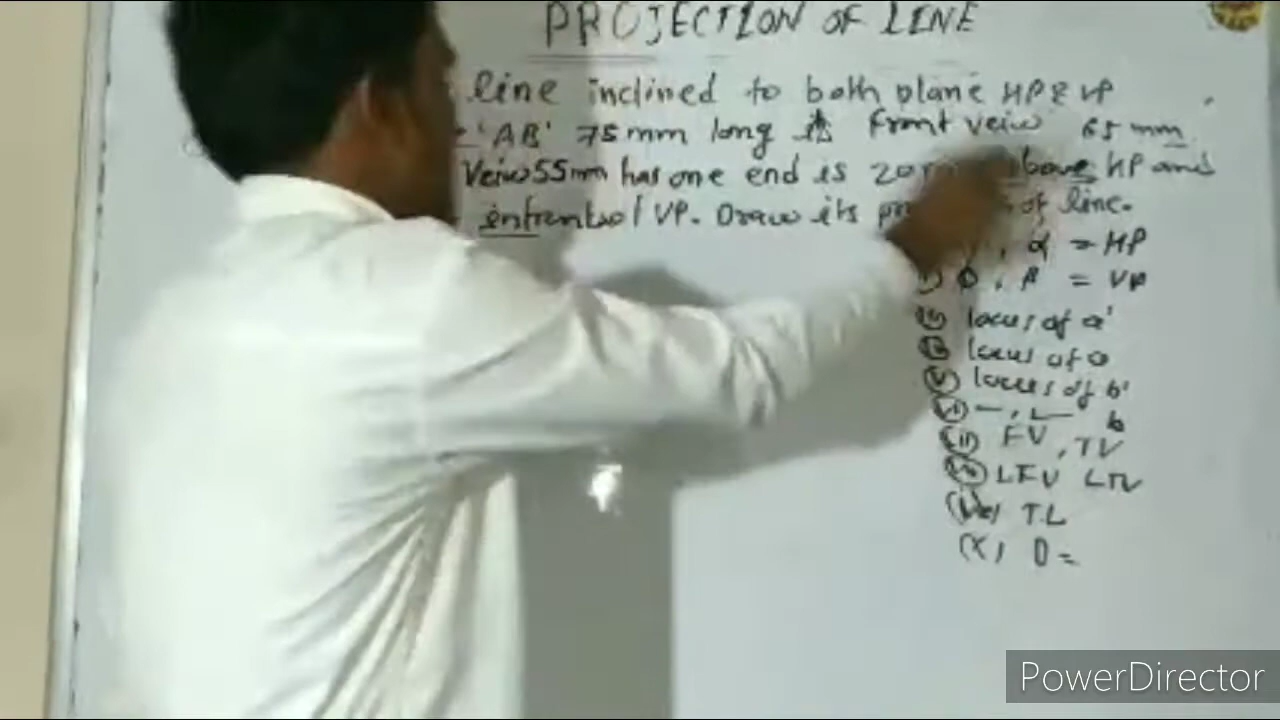 PROJECTION OF LINE
line inclined to both plane HP & VP
'AB' 75mm long its front veiw 65 mm
Veiw 55mm has one end is 20 above HP and
infront of VP. Draw its of line.
, α = HP
Φ , β = VP
locus of a'
locus of a
(V) locus of b'
(VI) — , L— b
FV , TV
LFV LTV
T.L
(X) D =
PowerDirector